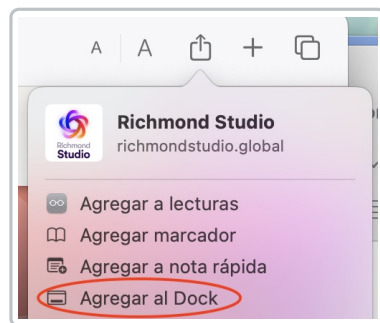 A A
Richmond Studio
richmondstudio.global
Richmond
Studio
Agregar a lecturas
Agregar marcador
Agregar a nota rápida
Agregar al Dock